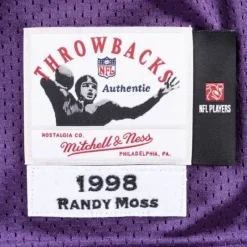 THROWBACKS
NFL
Authentic
NOSTALGIA CO.
Mitchell & Ness
PHILADELPHIA, PA.
NFL PLAYERS
1998
RANDY MOSS